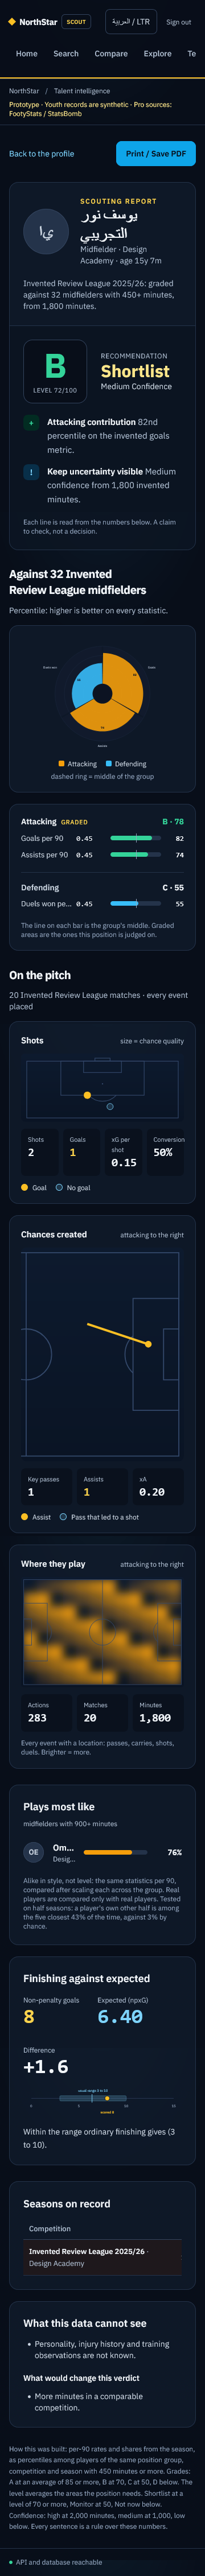 NorthStar SCOUT العربية / LTR Sign out
Home Search Compare Explore Te
NorthStar / Talent intelligence
Prototype · Youth records are synthetic · Pro sources:
FootyStats / StatsBomb
Back to the profile
Print / Save PDF
SCOUTING REPORT
يوسف نور
التجريبي
Midfielder · Design
Academy · age 15y 7m
Invented Review League 2025/26: graded
against 32 midfielders with 450+ minutes,
from 1,800 minutes.
B
LEVEL 72/100
RECOMMENDATION
Shortlist
Medium Confidence
+ Attacking contribution 82nd
percentile on the invented goals
metric.
! Keep uncertainty visible Medium
confidence from 1,800 invented
minutes.
Each line is read from the numbers below. A claim
to check, not a decision.
Against 32 Invented
Review League midfielders
Percentile: higher is better on every statistic.
Attacking Defending
dashed ring = middle of the group
Attacking GRADED B · 78
Goals per 90 0.45 82
Assists per 90 0.45 74
Defending C · 55
Duels won pe... 0.45 55
The line on each bar is the group's middle. Graded
areas are the ones this position is judged on.
On the pitch
20 Invented Review League matches · every event
placed
Shots size = chance quality
Shots 2
Goals 1
xG per shot 0.15
Conversion 50%
Goal No goal
Chances created attacking to the right
Key passes 1
Assists 1
xA 0.20
Assist Pass that led to a shot
Where they play attacking to the right
Actions 283
Matches 20
Minutes 1,800
Every event with a location: passes, carries, shots,
duels. Brighter = more.
Plays most like
midfielders with 900+ minutes
OE Om... 76%
Desig...
Alike in style, not level: the same statistics per 90,
compared after scaling each across the group. Real
players are compared only with real players. Tested
on half seasons: a player's own other half is among
the five closest 43% of the time, against 3% by
chance.
Finishing against expected
Non-penalty goals
8
Expected (npxG)
6.40
Difference
+1.6
usual range 3 to 10
0 5 10 15
scored 8
Within the range ordinary finishing gives (3
to 10).
Seasons on record
Competition
Invented Review League 2025/26 ·
Design Academy
What this data cannot see
• Personality, injury history and training
observations are not known.
What would change this verdict
• More minutes in a comparable
competition.
How this was built: per-90 rates and shares from the season,
as percentiles among players of the same position group,
competition and season with 450 minutes or more. Grades:
A at an average of 85 or more, B at 70, C at 50, D below. The
level averages the areas the position needs. Shortlist at a
level of 70 or more, Monitor at 50, Not now below.
Confidence: high at 2,000 minutes, medium at 1,000, low
below. Every sentence is a rule over these numbers.
API and database reachable